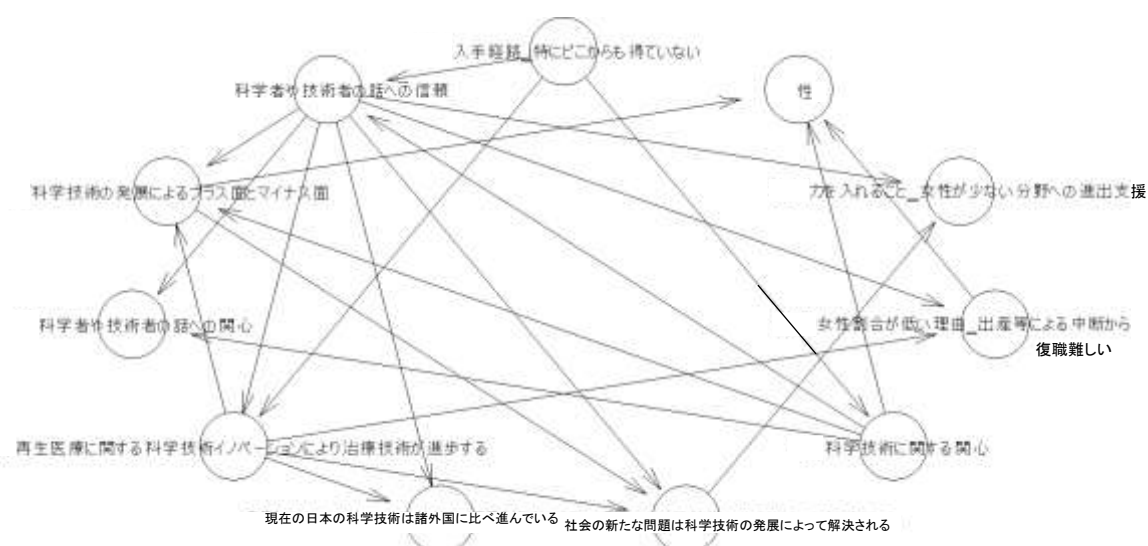 入手経路_特にどこからも得ていない
科学者や技術者の話への信頼
性
科学技術の発展によるプラス面とマイナス面
力を入れること_女性が少ない分野への進出支援
科学者や技術者の話への関心
女性割合が低い理由_出産等による中断から
復職難しい
再生医療に関する科学技術イノベーションにより治療技術が進歩する
科学技術に関する関心
現在の日本の科学技術は諸外国に比べ進んでいる
社会の新たな問題は科学技術の発展によって解決される